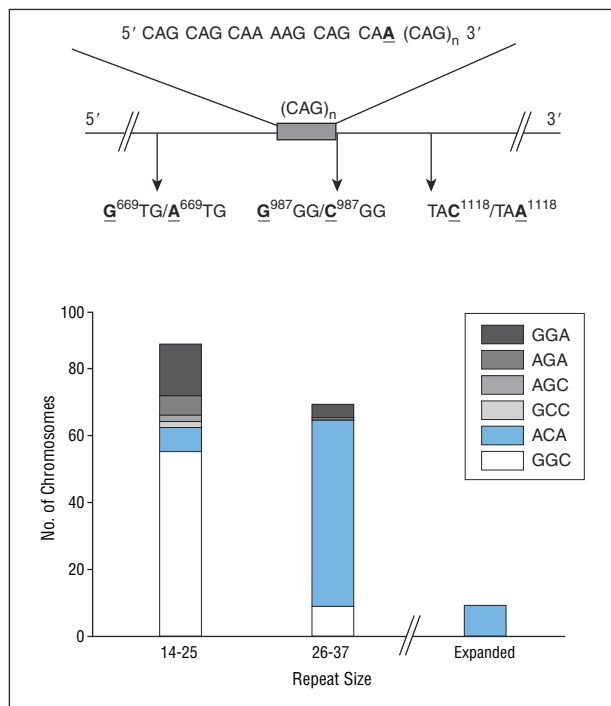 5′ CAG CAG CAA AAG CAG CAA (CAG)n 3′
(CAG)n
5′ 3′
G669TG/A669TG G987GG/C987GG TAC1118/TAA1118
100
80
60
40
20
0
No. of Chromosomes
GGA
AGA
AGC
GCC
ACA
GGC
14-25 26-37 Expanded
Repeat Size